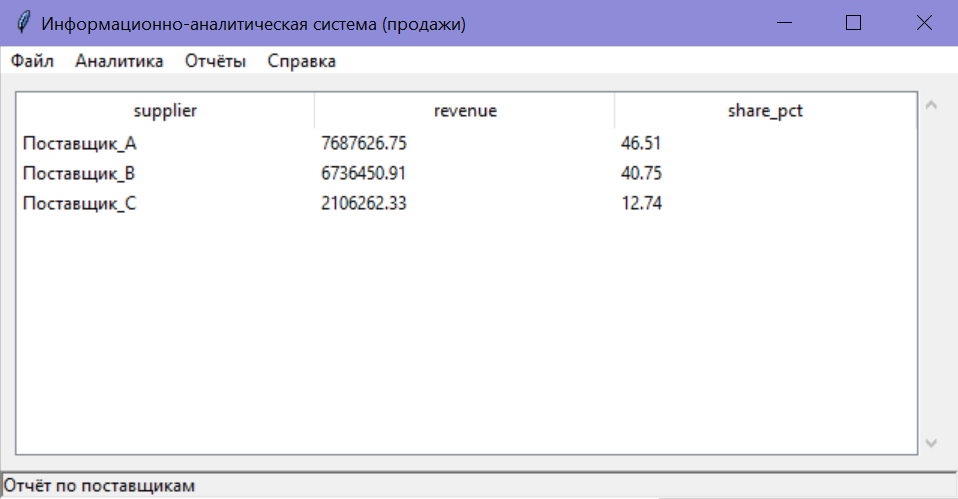 Информационно-аналитическая система (продажи)
Файл Аналитика Отчёты Справка
supplier revenue share_pct
Поставщик_A 7687626.75 46.51
Поставщик_B 6736450.91 40.75
Поставщик_C 2106262.33 12.74
Отчёт по поставщикам